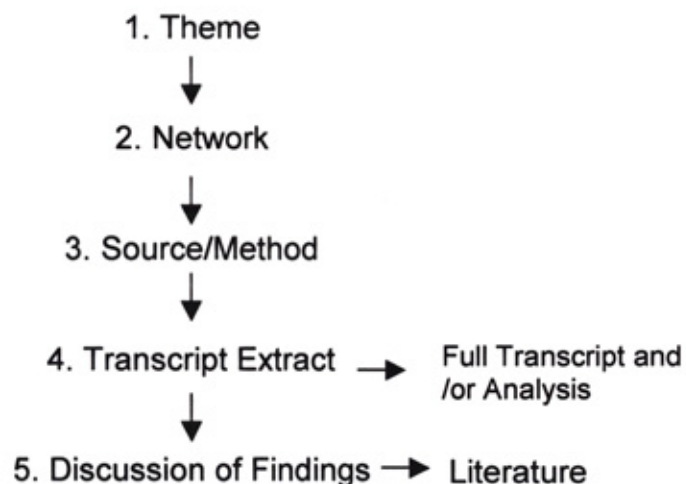 1. Theme
2. Network
3. Source/Method
4. Transcript Extract
Full Transcript and
/or Analysis
5. Discussion of Findings
Literature